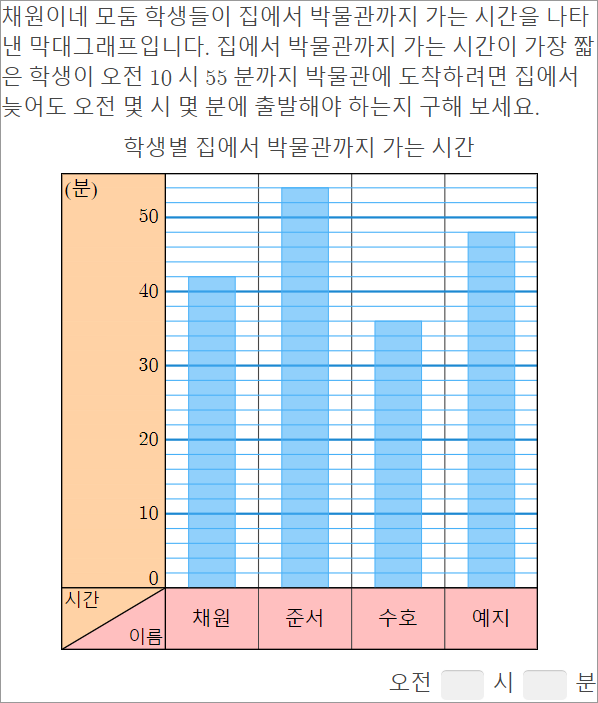 채원이네 모둠 학생들이 집에서 박물관까지 가는 시간을 나타
낸 막대그래프입니다. 집에서 박물관까지 가는 시간이 가장 짧
은 학생이 오전 10 시 55 분까지 박물관에 도착하려면 집에서
늦어도 오전 몇 시 몇 분에 출발해야 하는지 구해 보세요.
학생별 집에서 박물관까지 가는 시간
(분)
50
40
30
20
10
0
시간
이름
채원 준서 수호 예지
오전 시 분